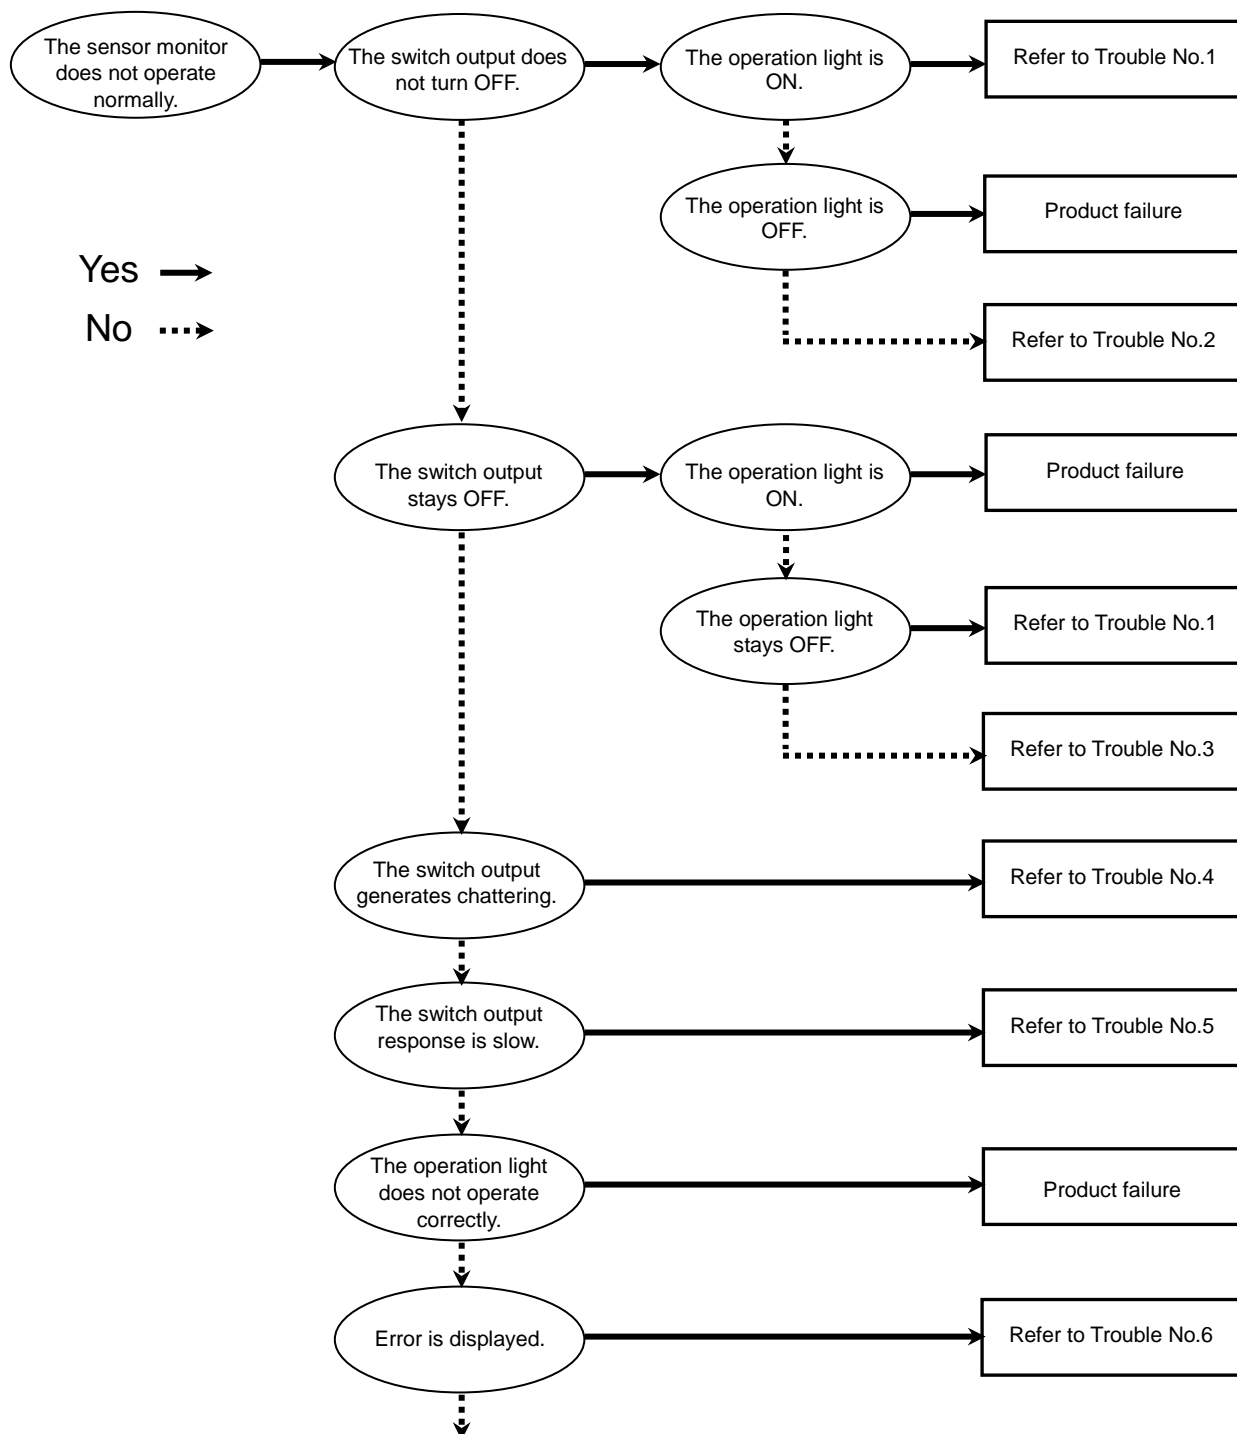 The sensor monitor
does not operate
normally.
The switch output does
not turn OFF.
The operation light is
ON.
Refer to Trouble No.1
The operation light is
OFF.
Product failure
Yes
No
Refer to Trouble No.2
The switch output
stays OFF.
The operation light is
ON.
Product failure
The operation light
stays OFF.
Refer to Trouble No.1
Refer to Trouble No.3
The switch output
generates chattering.
Refer to Trouble No.4
The switch output
response is slow.
Refer to Trouble No.5
The operation light
does not operate
correctly.
Product failure
Error is displayed.
Refer to Trouble No.6